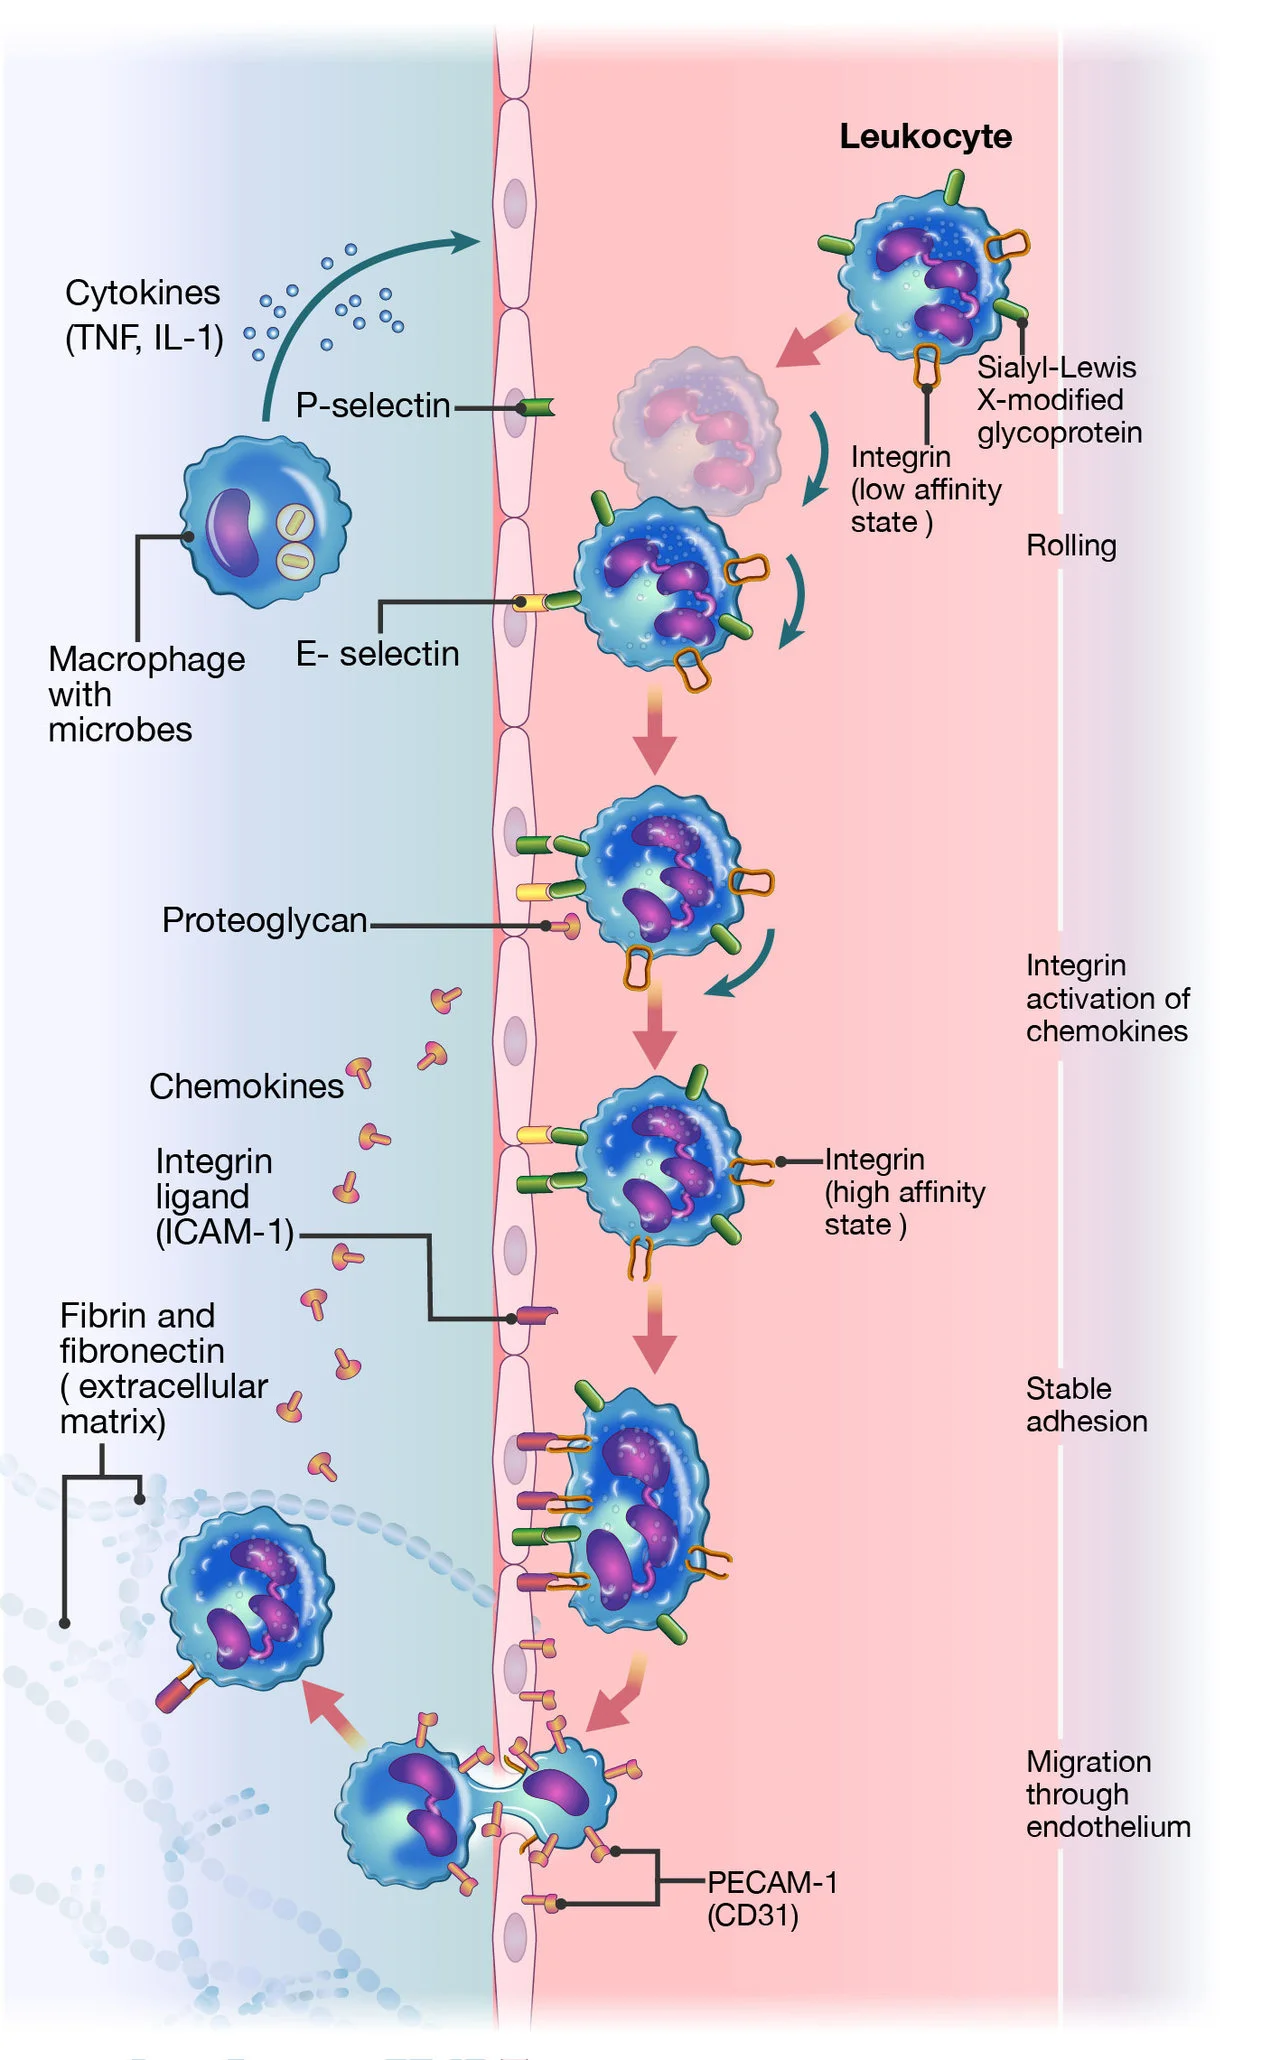 Leukocyte
Cytokines
(TNF, IL-1)
Sialyl-Lewis
X-modified
glycoprotein
P-selectin
Integrin
(low affinity
state )
Rolling
E- selectin
Macrophage
with
microbes
Proteoglycan
Integrin
activation of
chemokines
Chemokines
Integrin
ligand
(ICAM-1)
Integrin
(high affinity
state )
Fibrin and
fibronectin
( extracellular
matrix)
Stable
adhesion
Migration
through
endothelium
PECAM-1
(CD31)